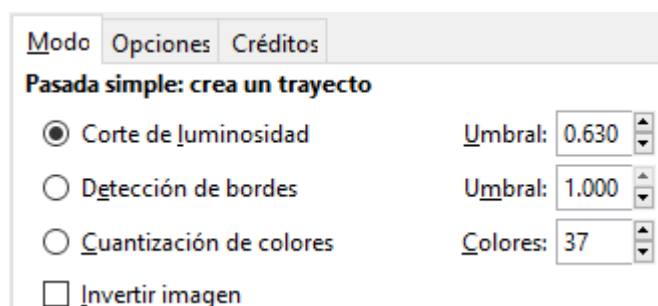 Modo Opciones Créditos
Pasada simple: crea un trayecto
Corte de luminosidad Umbral: 0.630
Detección de bordes Umbral: 1.000
Cuantización de colores Colores: 37
Invertir imagen